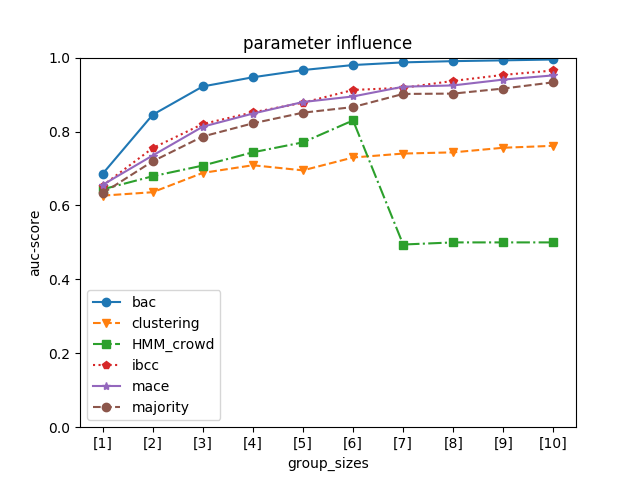 parameter influence
1.0
0.8
0.6
0.4
0.2
0.0
auc-score
bac
clustering
HMM_crowd
ibcc
mace
majority
[1] [2] [3] [4] [5] [6] [7] [8] [9] [10]
group_sizes